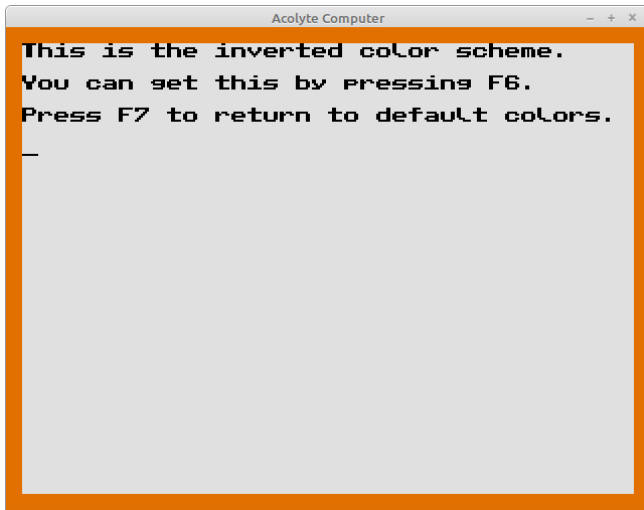 Acolyte Computer
This is the inverted color scheme.
You can get this by pressing F6.
Press F7 to return to default colors.
_